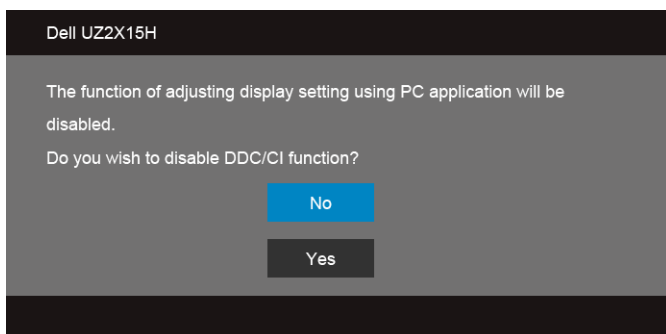 Dell UZ2X15H
The function of adjusting display setting using PC application will be
disabled.
Do you wish to disable DDC/CI function?
No
Yes